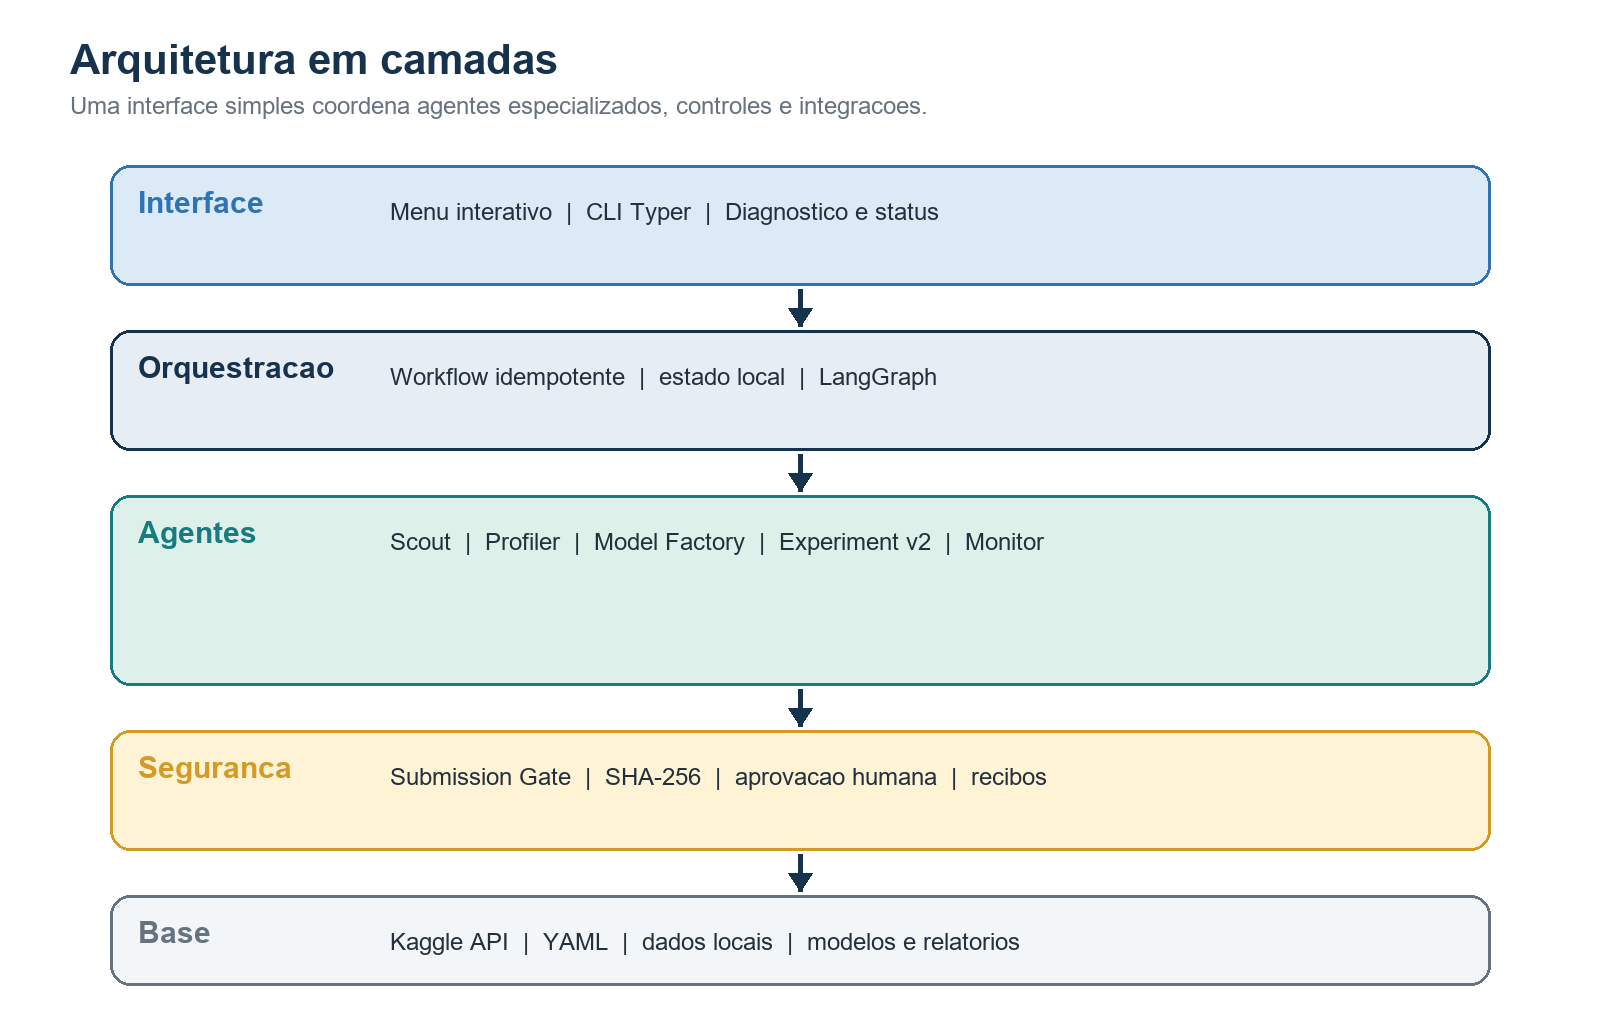 Arquitetura em camadas
Uma interface simples coordena agentes especializados, controles e integracoes.
Interface
Menu interativo | CLI Typer | Diagnostico e status
Orquestracao
Workflow idempotente | estado local | LangGraph
Agentes
Scout | Profiler | Model Factory | Experiment v2 | Monitor
Seguranca
Submission Gate | SHA-256 | aprovacao humana | recibos
Base
Kaggle API | YAML | dados locais | modelos e relatorios